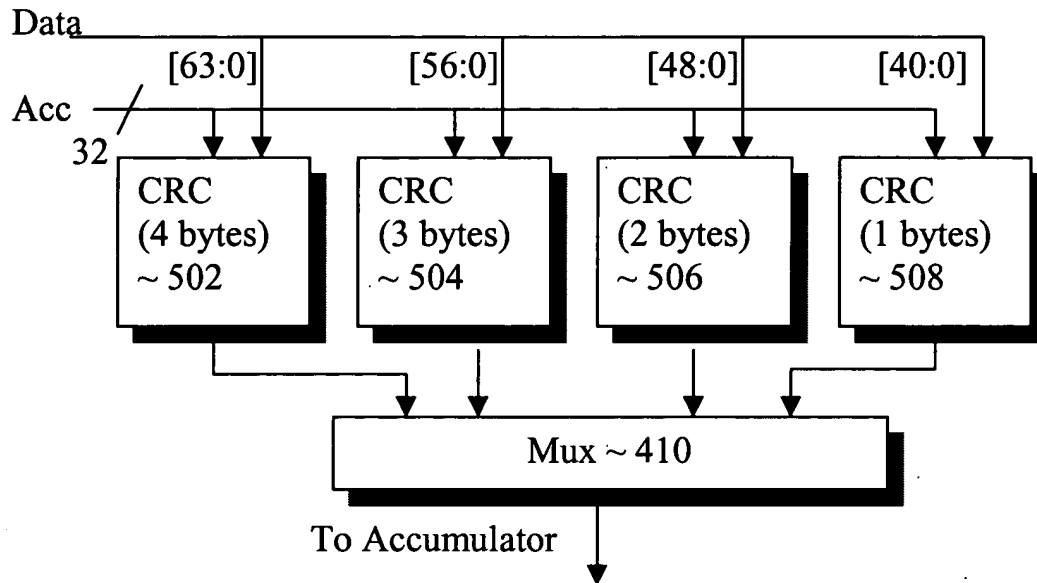 Data
[63:0] [56:0] [48:0] [40:0]
Acc
32
CRC
(4 bytes)
~ 502
CRC
(3 bytes)
~ 504
CRC
(2 bytes)
~ 506
CRC
(1 bytes)
~ 508
Mux ~ 410
To Accumulator